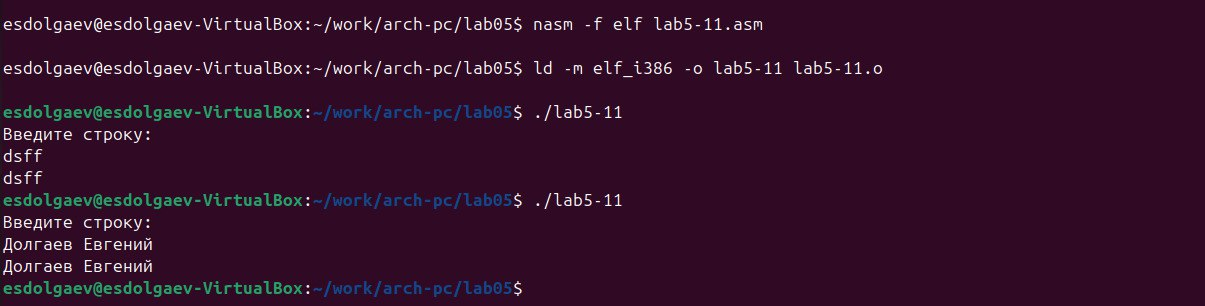 esdolgaev@esdolgaev-VirtualBox:~/work/arch-pc/lab05$ nasm -f elf lab5-11.asm
esdolgaev@esdolgaev-VirtualBox:~/work/arch-pc/lab05$ ld -m elf_i386 -o lab5-11 lab5-11.o
esdolgaev@esdolgaev-VirtualBox:~/work/arch-pc/lab05$ ./lab5-11
Введите строку:
dsff
dsff
esdolgaev@esdolgaev-VirtualBox:~/work/arch-pc/lab05$ ./lab5-11
Введите строку:
Долгаев Евгений
Долгаев Евгений
esdolgaev@esdolgaev-VirtualBox:~/work/arch-pc/lab05$